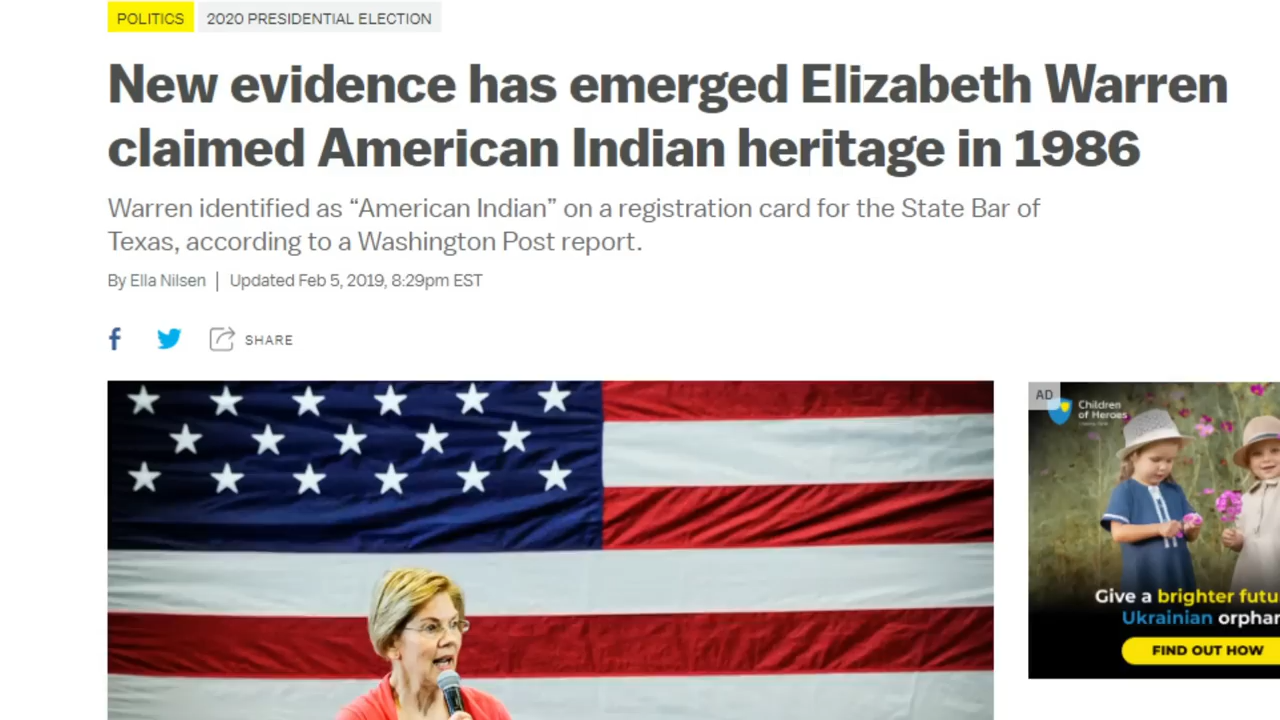 POLITICS
2020 PRESIDENTIAL ELECTION
New evidence has emerged Elizabeth Warren
claimed American Indian heritage in 1986
Warren identified as “American Indian” on a registration card for the State Bar of
Texas, according to a Washington Post report.
By Ella Nilsen | Updated Feb 5, 2019, 8:29pm EST
f
SHARE
AD
Children
of Heroes
Give a brighter futu
Ukrainian orphan
FIND OUT HOW